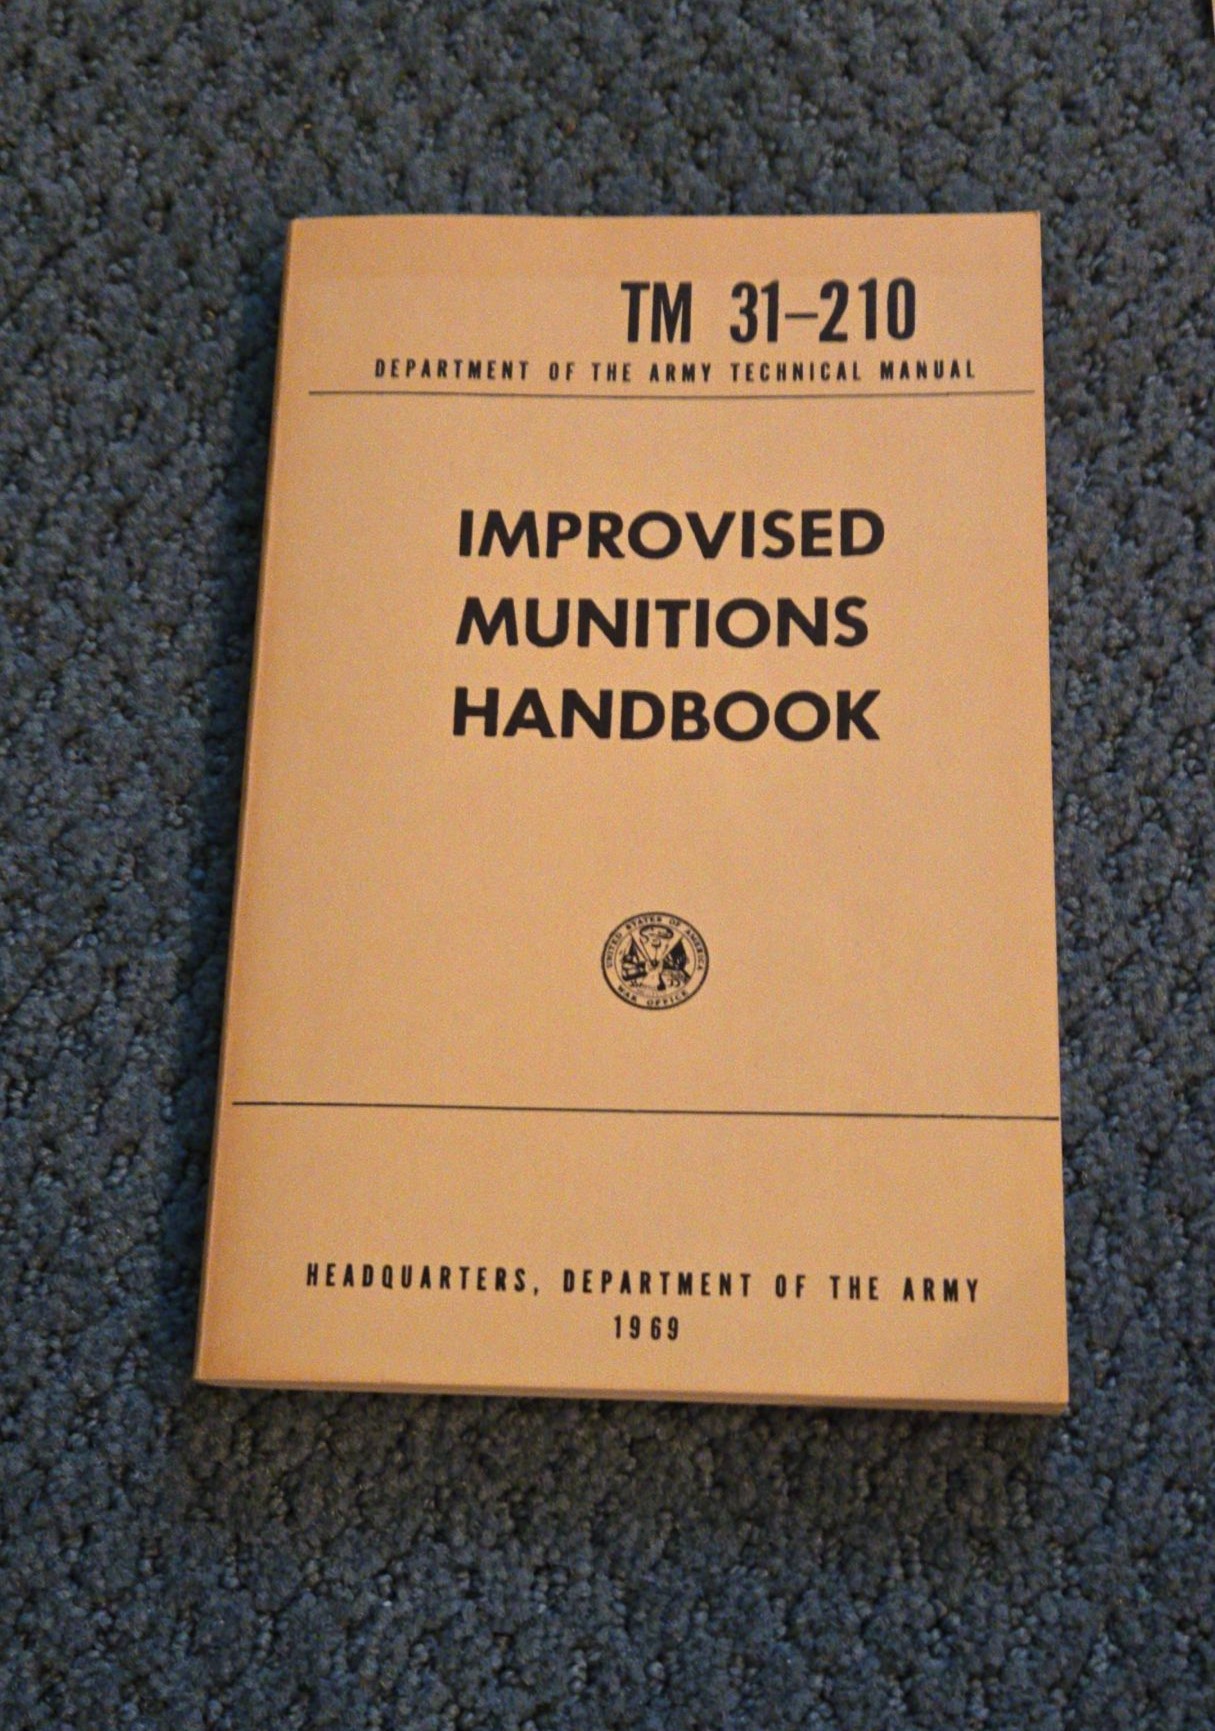 TM 31–210
DEPARTMENT OF THE ARMY TECHNICAL MANUAL
IMPROVISED
MUNITIONS
HANDBOOK
UNITED STATES OF AMERICA
WAR OFFICE
HEADQUARTERS, DEPARTMENT OF THE ARMY
1969